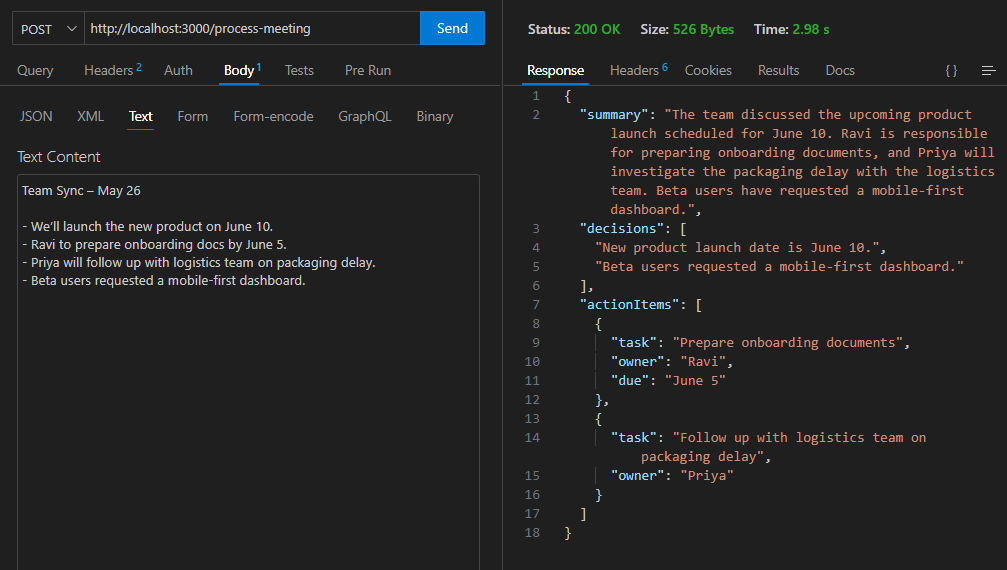 POST http://localhost:3000/process-meeting Send
Query Headers 2 Auth Body 1 Tests Pre Run
JSON XML Text Form Form-encode GraphQL Binary
Text Content
Team Sync – May 26
- We'll launch the new product on June 10.
- Ravi to prepare onboarding docs by June 5.
- Priya will follow up with logistics team on packaging delay.
- Beta users requested a mobile-first dashboard.
Status: 200 OK Size: 526 Bytes Time: 2.98 s
Response Headers 6 Cookies Results Docs { }
1 {
2 "summary": "The team discussed the upcoming product
launch scheduled for June 10. Ravi is responsible
for preparing onboarding documents, and Priya will
investigate the packaging delay with the logistics
team. Beta users have requested a mobile-first
dashboard.",
3 "decisions": [
4 "New product launch date is June 10.",
5 "Beta users requested a mobile-first dashboard."
6 ],
7 "actionItems": [
8 {
9 "task": "Prepare onboarding documents",
10 "owner": "Ravi",
11 "due": "June 5"
12 },
13 {
14 "task": "Follow up with logistics team on
packaging delay",
15 "owner": "Priya"
16 }
17 ]
18 }